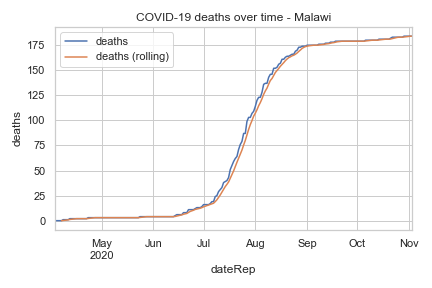 COVID-19 deaths over time - Malawi
deaths
deaths (rolling)
175
150
125
100
75
50
25
0
deaths
May Jun Jul Aug Sep Oct Nov
2020
dateRep